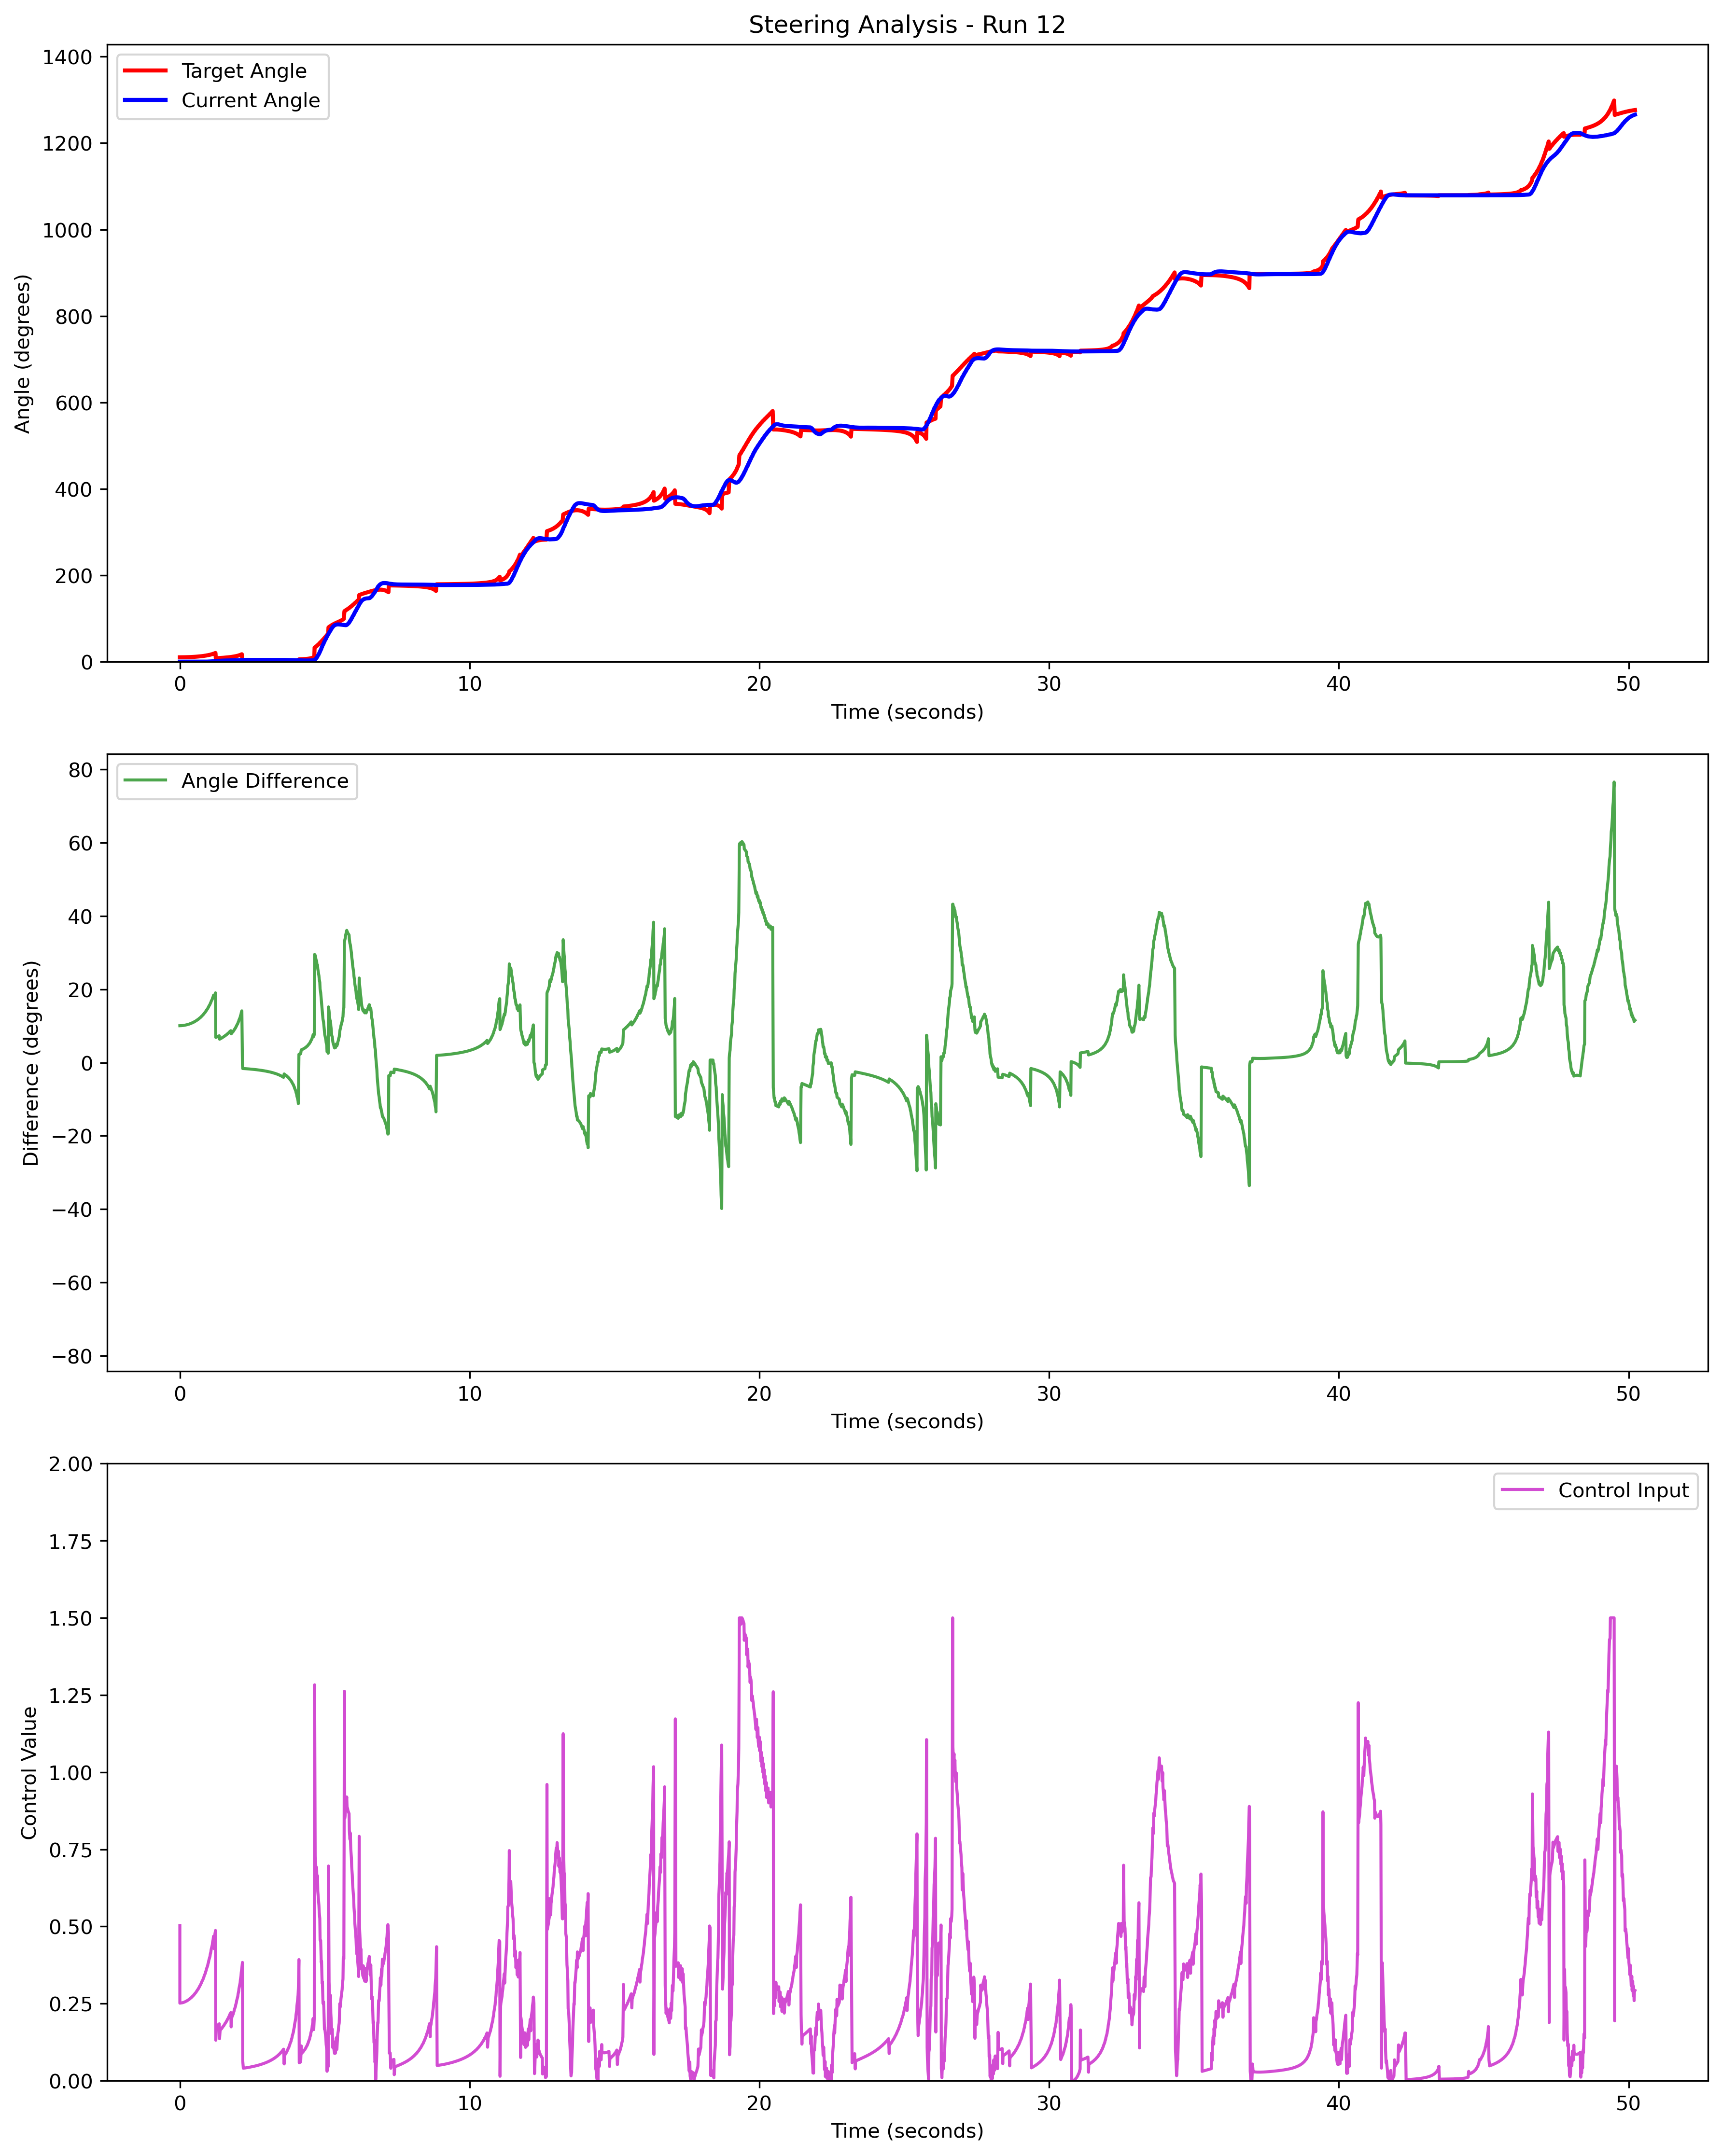 Steering Analysis - Run 12
1400
1200
1000
800
600
400
200
0
Angle (degrees)
Target Angle
Current Angle
0 10 20 30 40 50
Time (seconds)
80
60
40
20
0
−20
−40
−60
−80
Difference (degrees)
Angle Difference
0 10 20 30 40 50
Time (seconds)
2.00
1.75
1.50
1.25
1.00
0.75
0.50
0.25
0.00
Control Value
Control Input
0 10 20 30 40 50
Time (seconds)